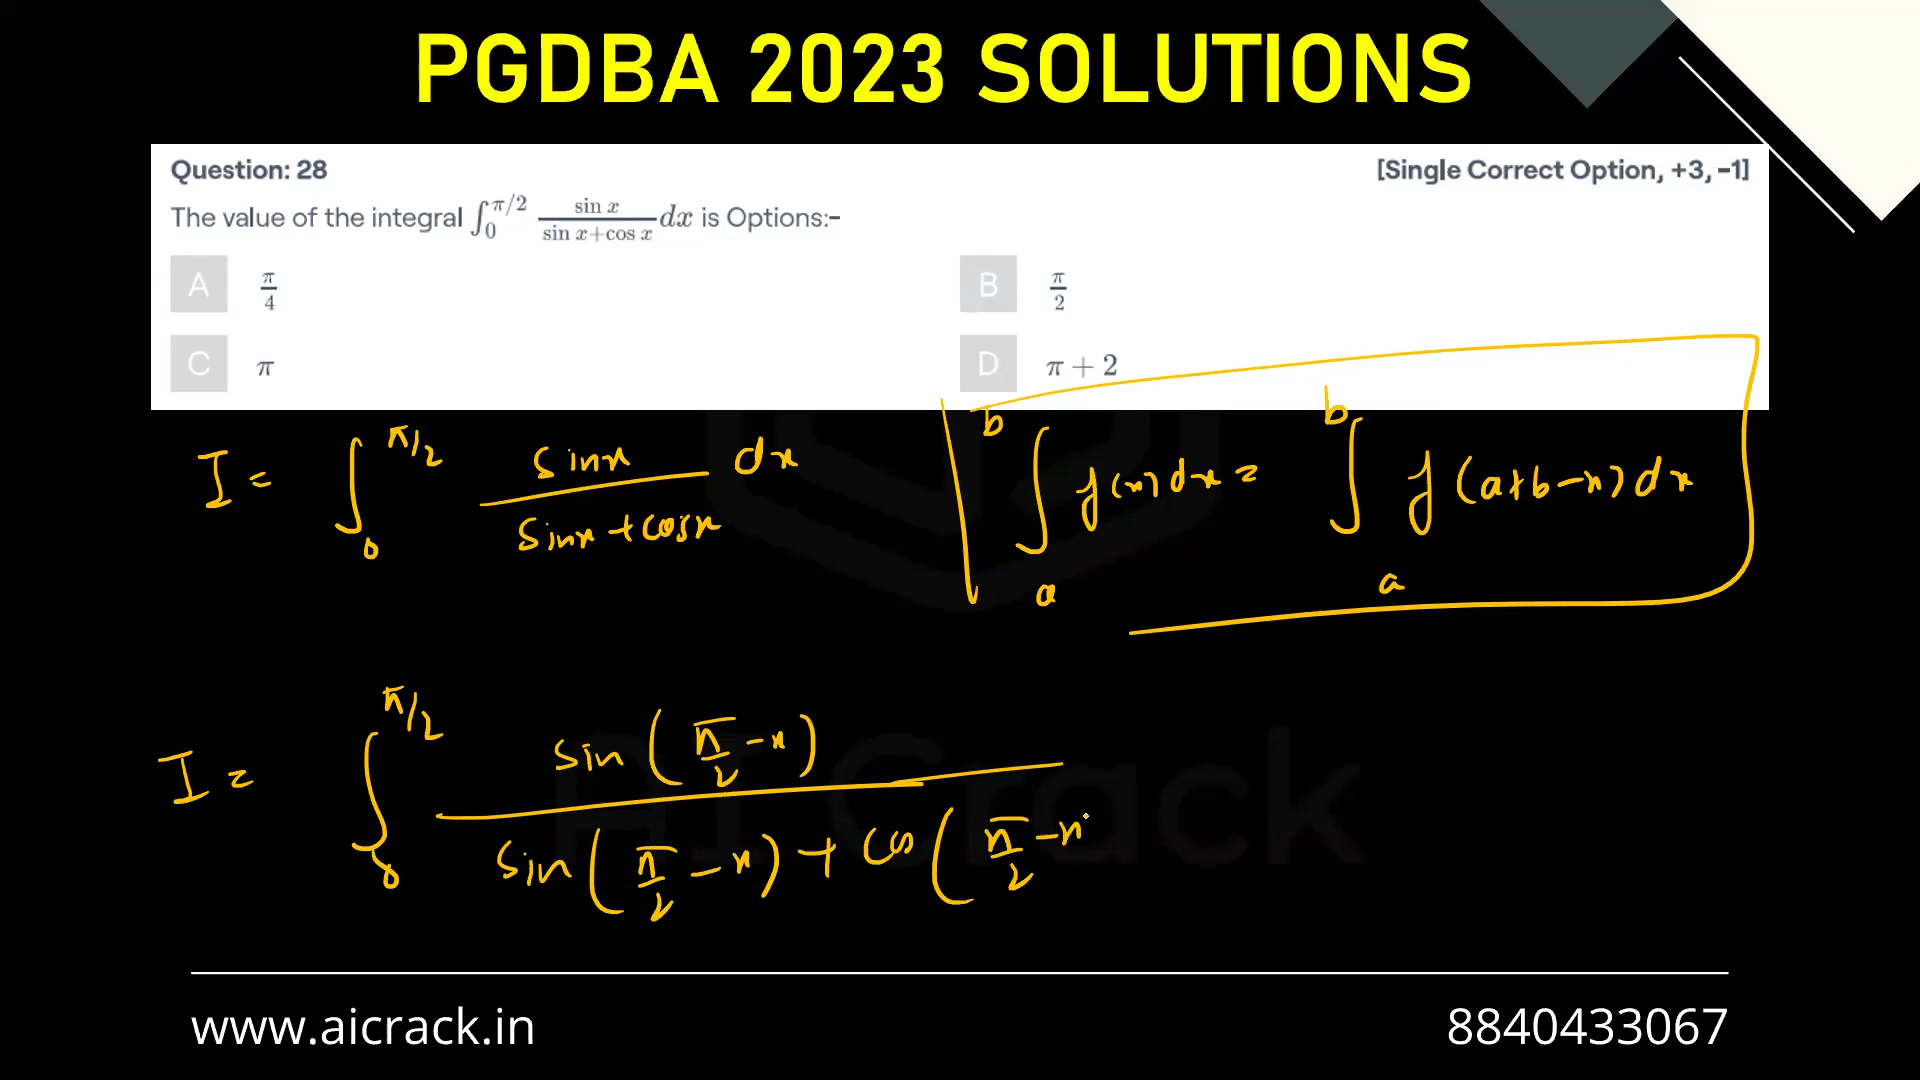 PGDBA 2023 SOLUTIONS
Question: 28 [Single Correct Option, +3, -1]
The value of the integral ∫₀^{π/2} sin x / (sin x + cos x) dx is Options:-
A π/4 B π/2
C π D π + 2
I = ∫₀^{π/2} sinx / (sinx + cosx) dx ∫ₐᵇ f(x)dx = ∫ₐᵇ f(a+b-x)dx
I = ∫₀^{π/2} sin(π/2 - x) / (sin(π/2 - x) + cos(π/2 - x
AI Crack
www.aicrack.in 8840433067